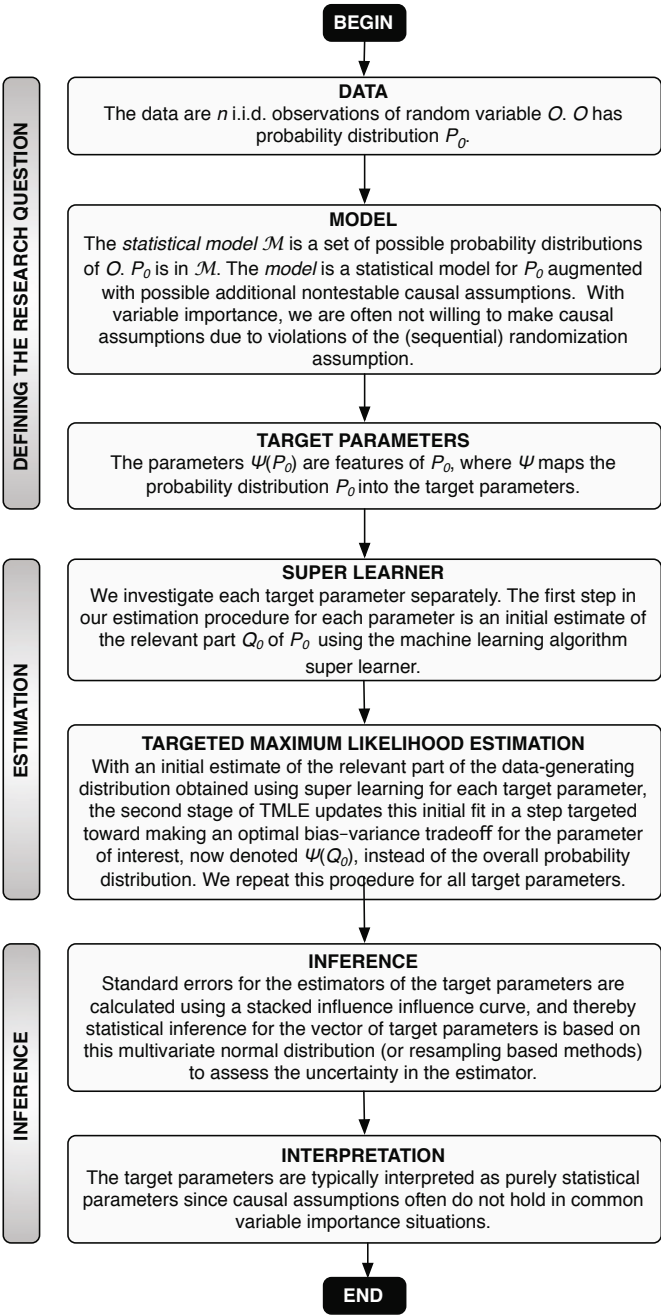 BEGIN
DEFINING THE RESEARCH QUESTION
DATA
The data are n i.i.d. observations of random variable O. O has
probability distribution P₀.
MODEL
The statistical model ℳ is a set of possible probability distributions
of O. P₀ is in ℳ. The model is a statistical model for P₀ augmented
with possible additional nontestable causal assumptions.  With
variable importance, we are often not willing to make causal
assumptions due to violations of the (sequential) randomization
assumption.
TARGET PARAMETERS
The parameters Ψ(P₀) are features of P₀, where Ψ maps the
probability distribution P₀ into the target parameters.
ESTIMATION
SUPER LEARNER
We investigate each target parameter separately. The first step in
our estimation procedure for each parameter is an initial estimate of
the relevant part Q₀ of P₀ using the machine learning algorithm
super learner.
TARGETED MAXIMUM LIKELIHOOD ESTIMATION
With an initial estimate of the relevant part of the data-generating
distribution obtained using super learning for each target parameter,
the second stage of TMLE updates this initial fit in a step targeted
toward making an optimal bias–variance tradeoff for the parameter
of interest, now denoted Ψ(Q₀), instead of the overall probability
distribution. We repeat this procedure for all target parameters.
INFERENCE
INFERENCE
Standard errors for the estimators of the target parameters are
calculated using a stacked influence influence curve, and thereby
statistical inference for the vector of target parameters is based on
this multivariate normal distribution (or resampling based methods)
to assess the uncertainty in the estimator.
INTERPRETATION
The target parameters are typically interpreted as purely statistical
parameters since causal assumptions often do not hold in common
variable importance situations.
END